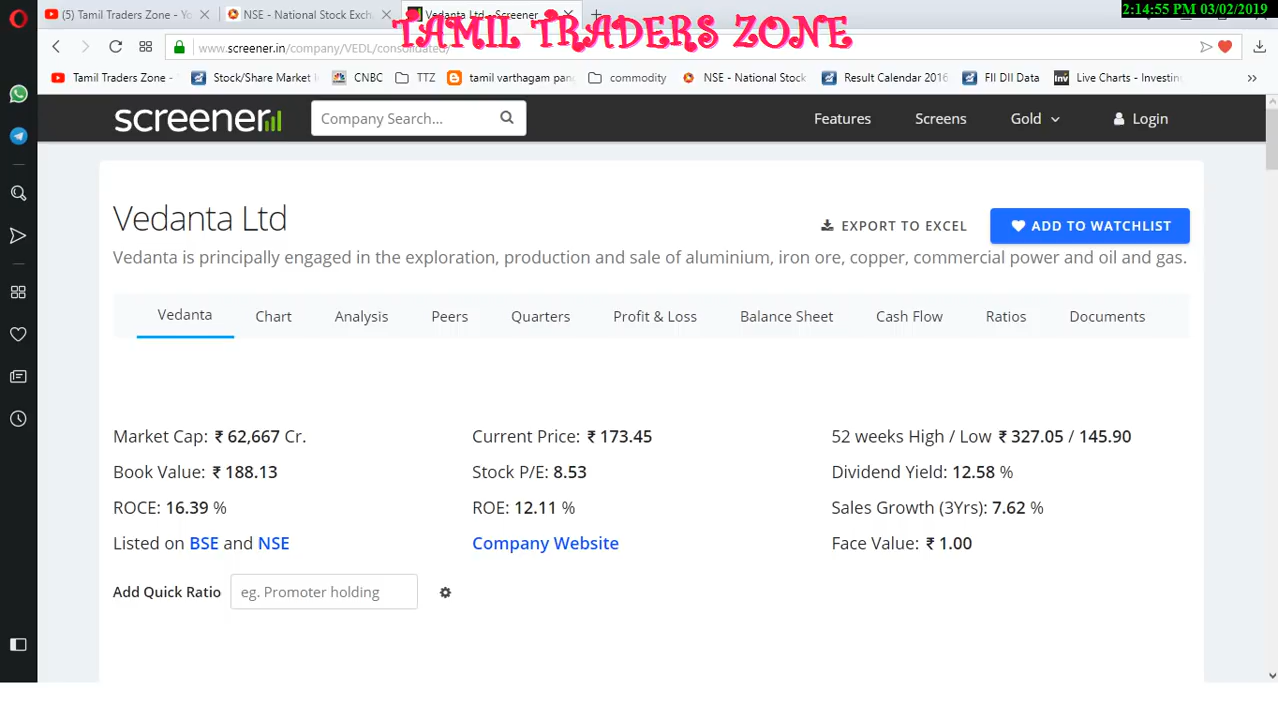 2:14:55 PM 03/02/2019
(5) Tamil Traders Zone - Yo
NSE - National Stock Exch
Vedanta Ltd - Screener
TAMIL TRADERS ZONE
www.screener.in/company/VEDL/consolidated/
Tamil Traders Zone -
Stock/Share Market
CNBC
TTZ
tamil varthagam pan
commodity
NSE - National Stock
Result Calendar 2016
FII DII Data
Live Charts - Investin
»
screener
Company Search...
Features
Screens
Gold
Login
Vedanta Ltd
EXPORT TO EXCEL
ADD TO WATCHLIST
Vedanta is principally engaged in the exploration, production and sale of aluminium, iron ore, copper, commercial power and oil and gas.
Vedanta
Chart
Analysis
Peers
Quarters
Profit & Loss
Balance Sheet
Cash Flow
Ratios
Documents
Market Cap: ₹ 62,667 Cr.
Current Price: ₹ 173.45
52 weeks High / Low ₹ 327.05 / 145.90
Book Value: ₹ 188.13
Stock P/E: 8.53
Dividend Yield: 12.58 %
ROCE: 16.39 %
ROE: 12.11 %
Sales Growth (3Yrs): 7.62 %
Listed on BSE and NSE
Company Website
Face Value: ₹ 1.00
Add Quick Ratio
eg. Promoter holding